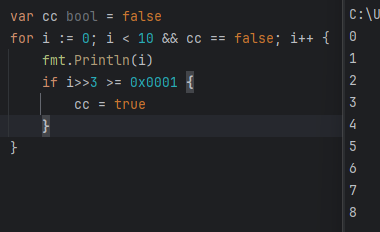 var cc bool = false
for i := 0; i < 10 && cc == false; i++ {
    fmt.Println(i)
    if i>>3 >= 0x0001 {
        cc = true
    }
}
C:\U
0
1
2
3
4
5
6
7
8